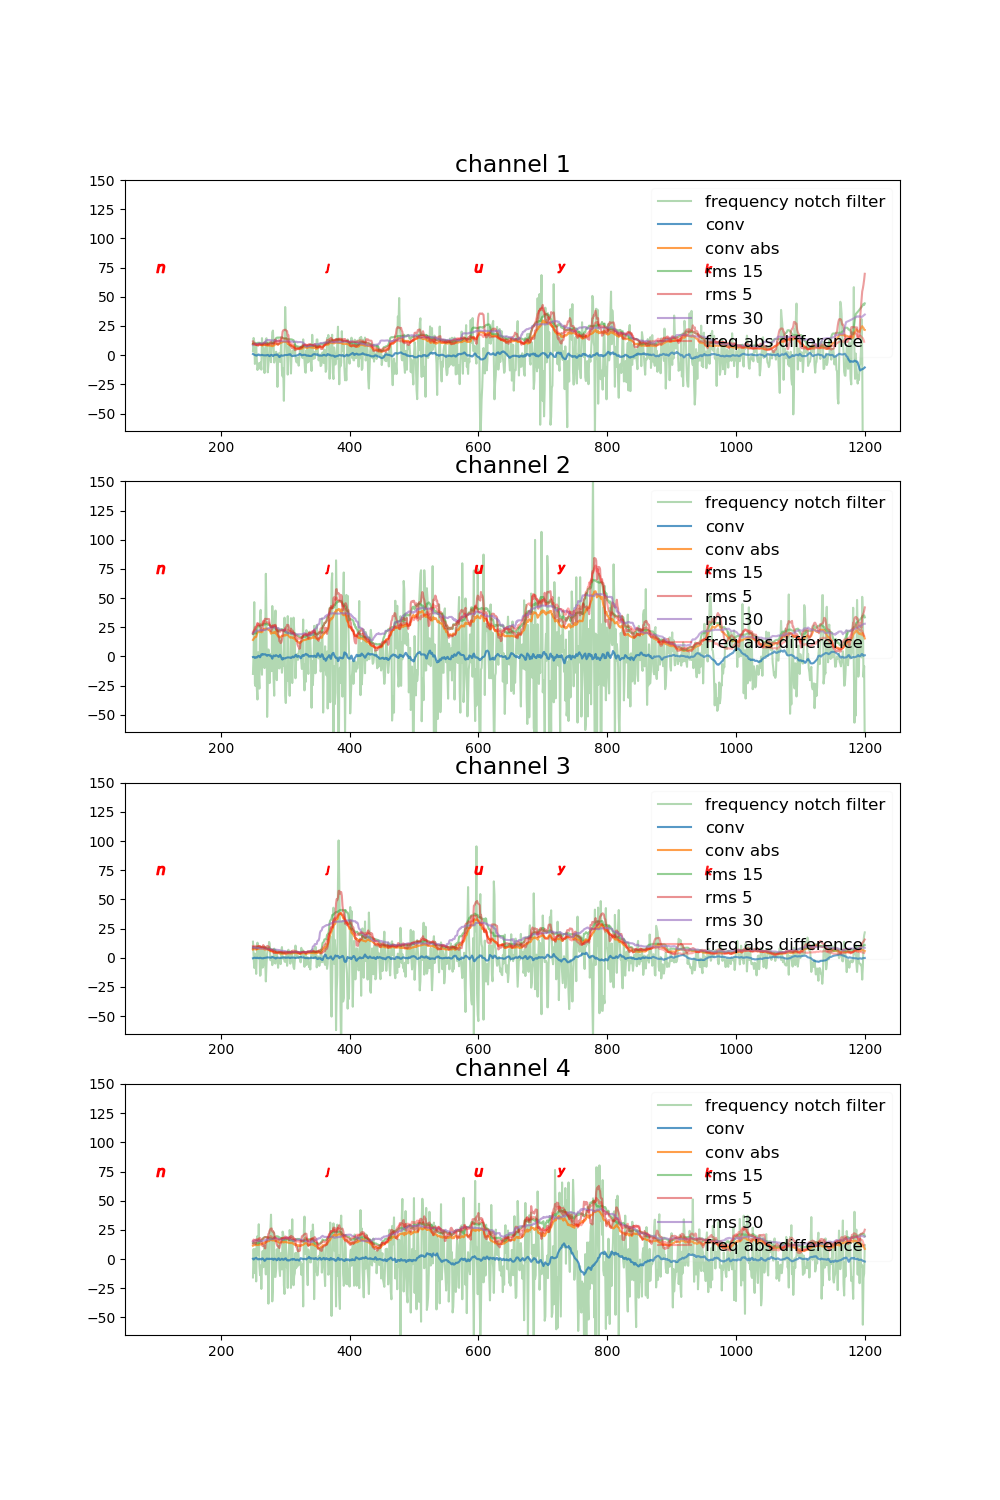 channel 1
150
125
100
75
50
25
0
−25
−50
n J u y k
frequency notch filter
conv
conv abs
rms 15
rms 5
rms 30
freq abs difference
200 400 600 800 1000 1200
channel 2
150
125
100
75
50
25
0
−25
−50
n J u y k
frequency notch filter
conv
conv abs
rms 15
rms 5
rms 30
freq abs difference
200 400 600 800 1000 1200
channel 3
150
125
100
75
50
25
0
−25
−50
n J u y k
frequency notch filter
conv
conv abs
rms 15
rms 5
rms 30
freq abs difference
200 400 600 800 1000 1200
channel 4
150
125
100
75
50
25
0
−25
−50
n J u y k
frequency notch filter
conv
conv abs
rms 15
rms 5
rms 30
freq abs difference
200 400 600 800 1000 1200